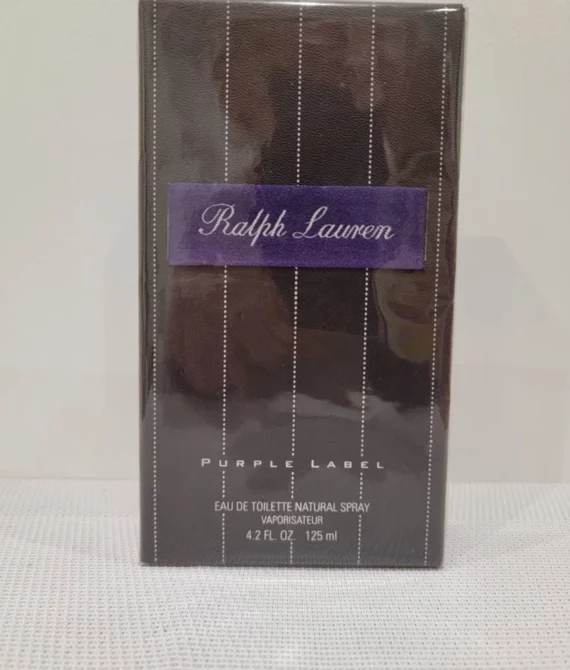 Ralph Lauren
PURPLE LABEL
EAU DE TOILETTE NATURAL SPRAY
VAPORISATEUR
4.2 FL. OZ. 125 ml